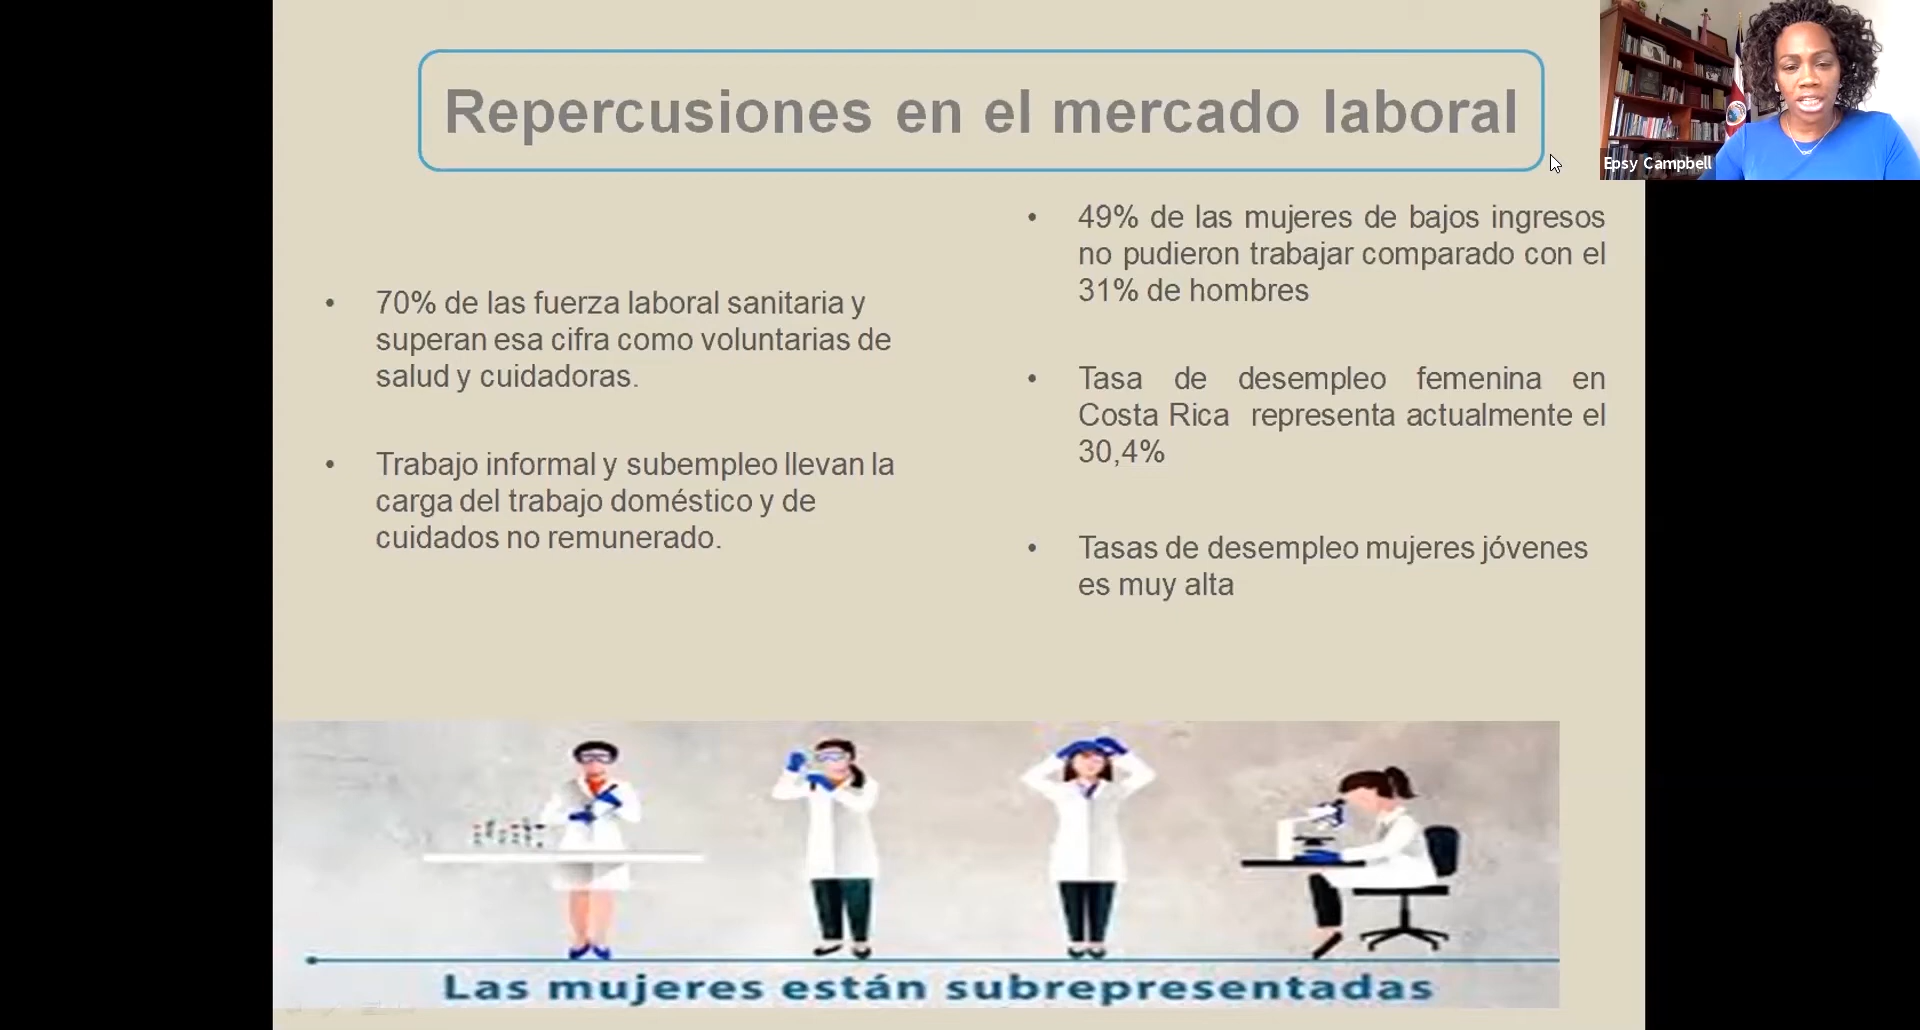 Repercusiones en el mercado laboral
Epsy Campbell
• 70% de las fuerza laboral sanitaria y
superan esa cifra como voluntarias de
salud y cuidadoras.
• Trabajo informal y subempleo llevan la
carga del trabajo doméstico y de
cuidados no remunerado.
• 49% de las mujeres de bajos ingresos
no pudieron trabajar comparado con el
31% de hombres
• Tasa de desempleo femenina en
Costa Rica representa actualmente el
30,4%
• Tasas de desempleo mujeres jóvenes
es muy alta
Las mujeres están subrepresentadas